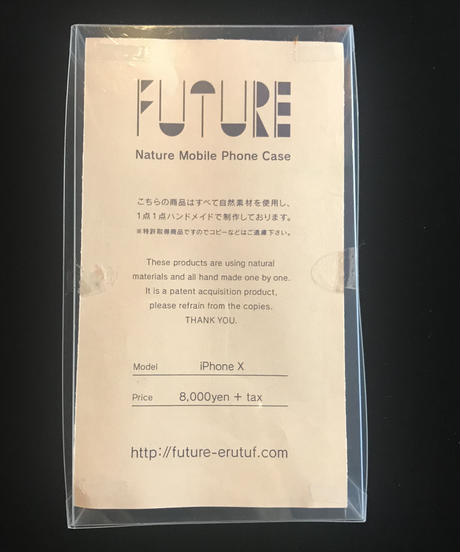 FUTURE
Nature Mobile Phone Case
こちらの商品はすべて自然素材を使用し、
1点1点ハンドメイドで制作しております。
※特許取得商品ですのでコピーなどはご遠慮下さい。
These products are using natural
materials and all hand made one by one.
It is a patent acquisition product,
please refrain from the copies.
THANK YOU.
Model iPhone X
Price 8,000yen + tax
http://future-erutuf.com